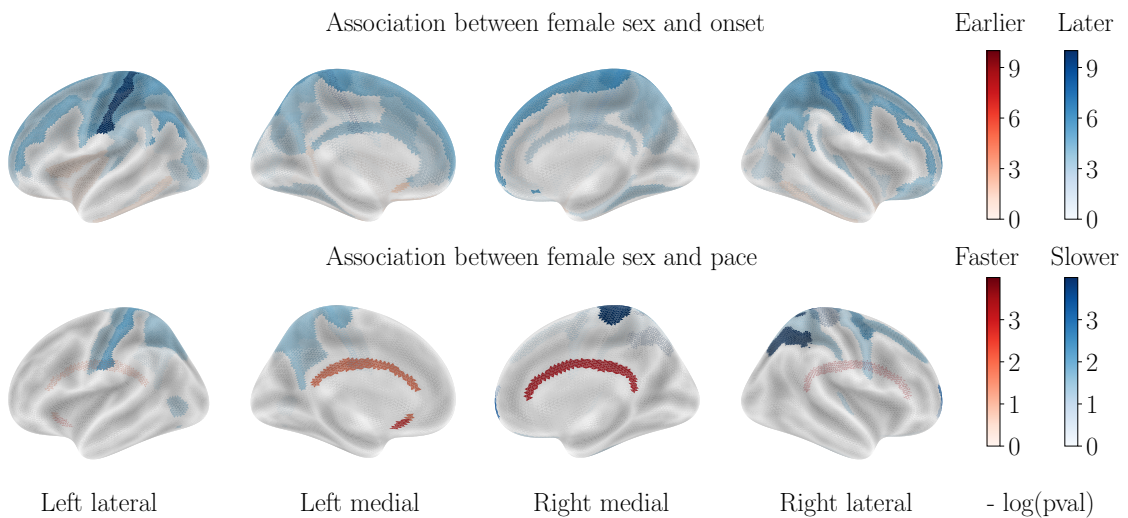 Association between female sex and onset
Earlier Later
9 9
6 6
3 3
0 0
Association between female sex and pace
Faster Slower
3 3
2 2
1 1
0 0
Left lateral Left medial Right medial Right lateral - log(pval)